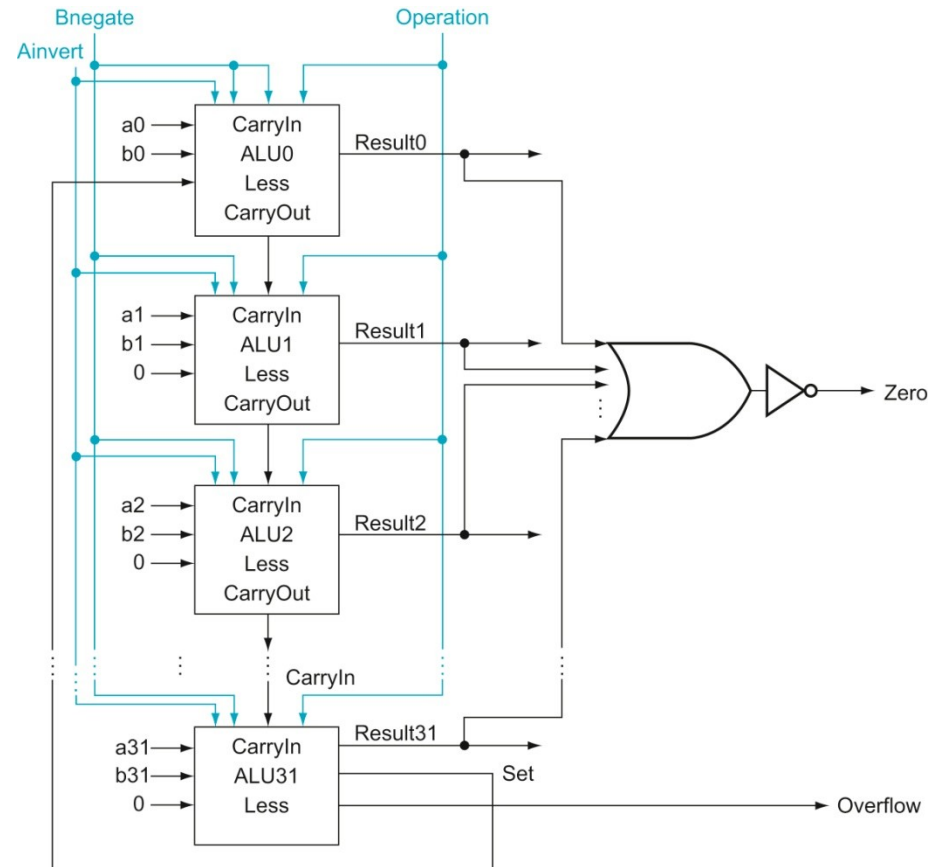 Bnegate
Operation
Ainvert
a0
CarryIn
b0
ALU0
Result0
Less
CarryOut
a1
CarryIn
b1
ALU1
Result1
0
Less
CarryOut
Zero
a2
CarryIn
b2
ALU2
Result2
0
Less
CarryOut
CarryIn
a31
CarryIn
Result31
b31
ALU31
Set
0
Less
Overflow